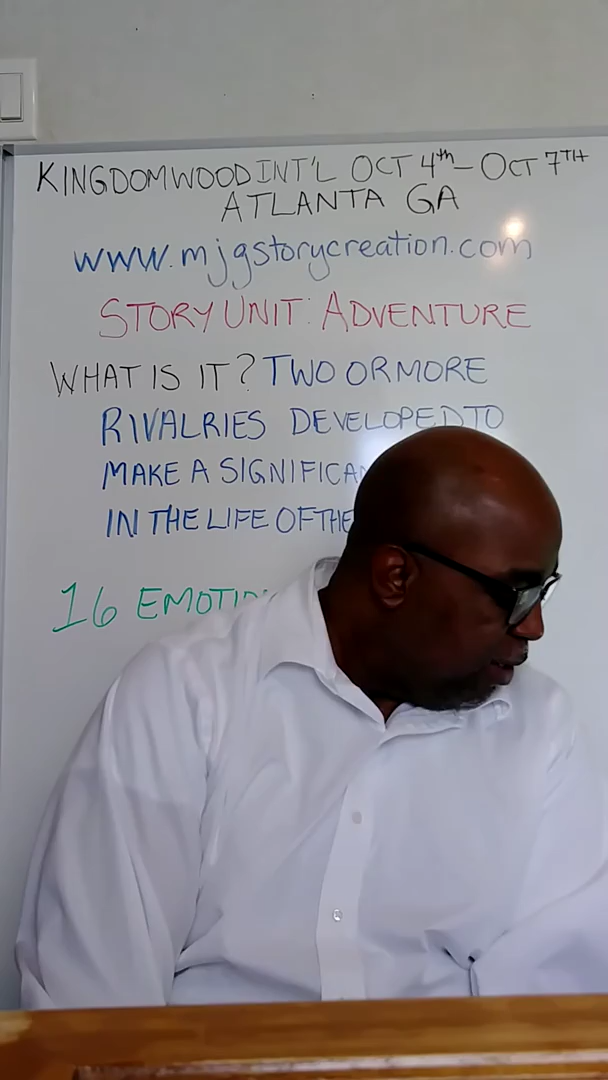 KINGDOMWOOD INT'L OCT 4th - OCT 7TH
ATLANTA GA
www.mjgstorycreation.com
STORY UNIT: ADVENTURE
WHAT IS IT? TWO OR MORE
RIVALRIES DEVELOPED TO
MAKE A
IN THE LIFE OF THE
16